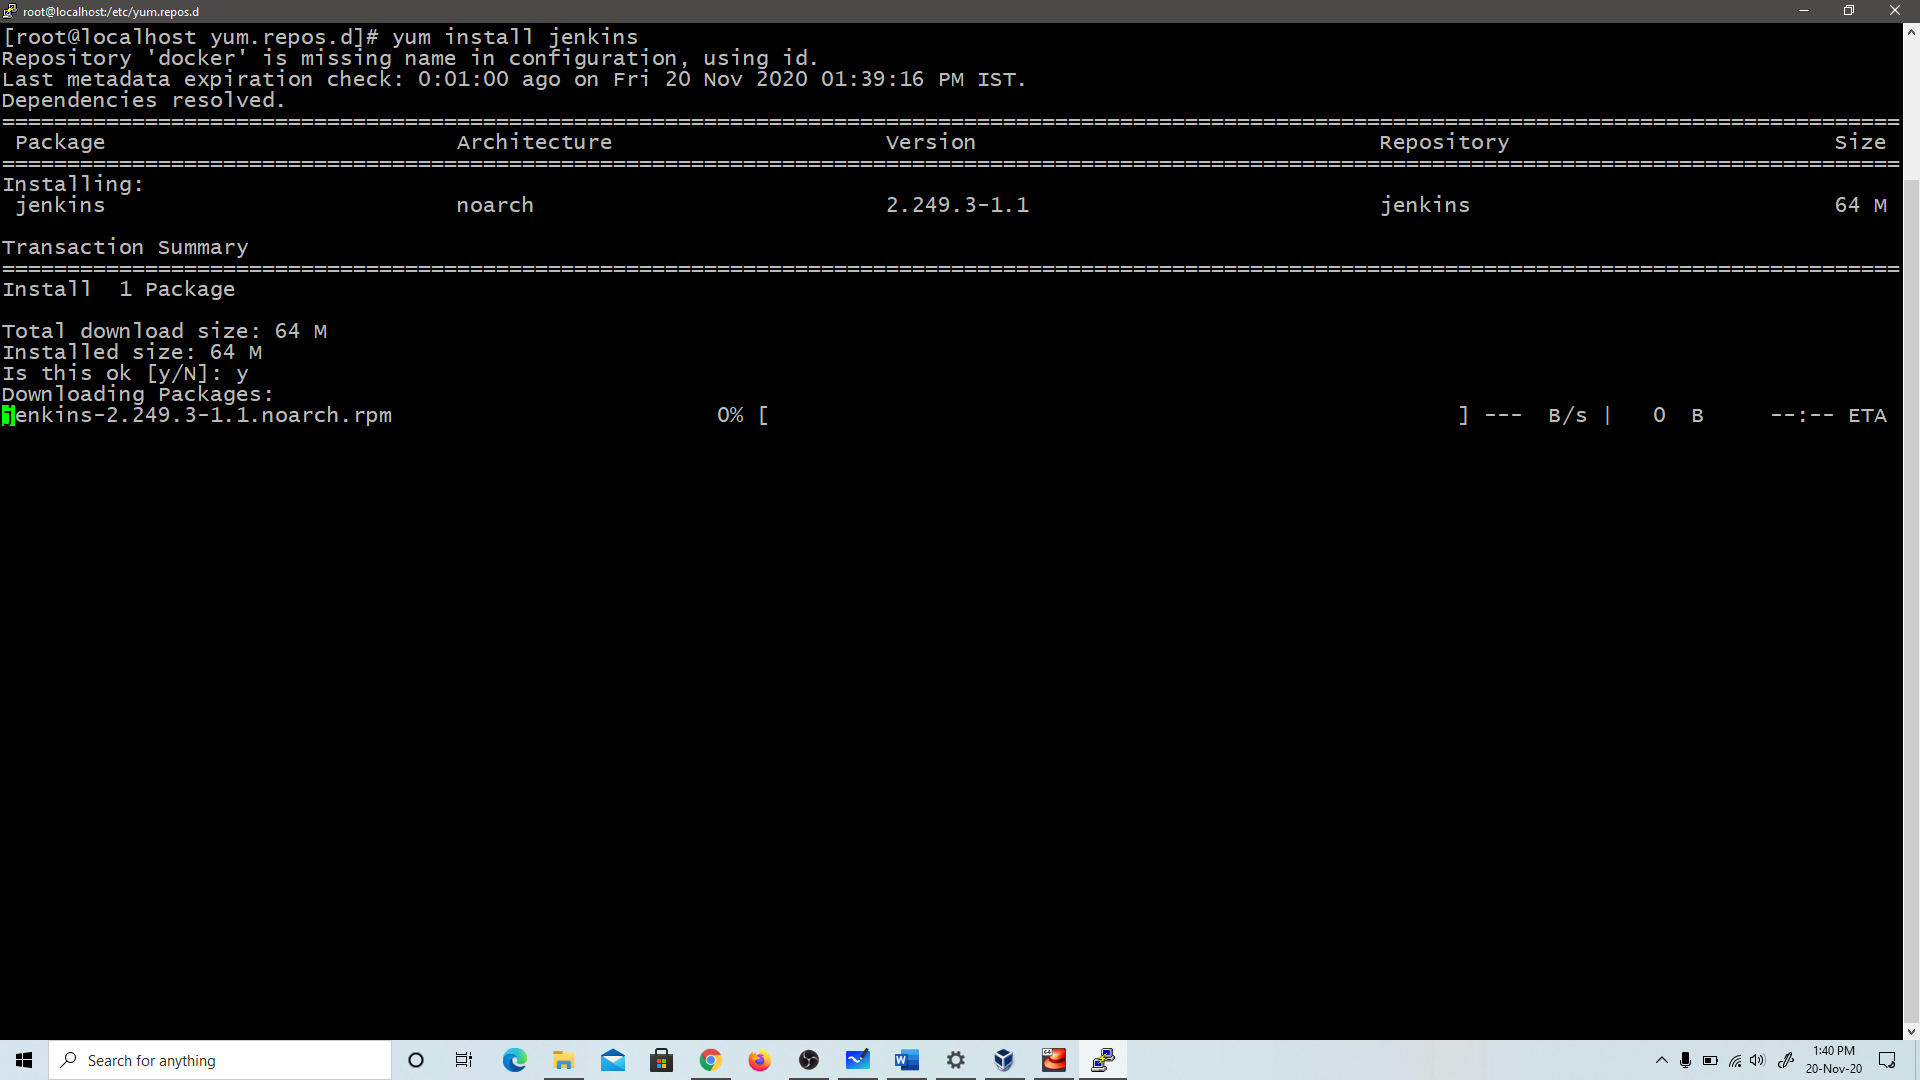 root@localhost:/etc/yum.repos.d
[root@localhost yum.repos.d]# yum install jenkins
Repository 'docker' is missing name in configuration, using id.
Last metadata expiration check: 0:01:00 ago on Fri 20 Nov 2020 01:39:16 PM IST.
Dependencies resolved.
================================================================================================================================================
Package Architecture Version Repository Size
================================================================================================================================================
Installing:
jenkins noarch 2.249.3-1.1 jenkins 64 M
Transaction Summary
================================================================================================================================================
Install 1 Package
Total download size: 64 M
Installed size: 64 M
Is this ok [y/N]: y
Downloading Packages:
jenkins-2.249.3-1.1.noarch.rpm 0% [ ] --- B/s | 0 B --:-- ETA
Search for anything
1:40 PM
20-Nov-20